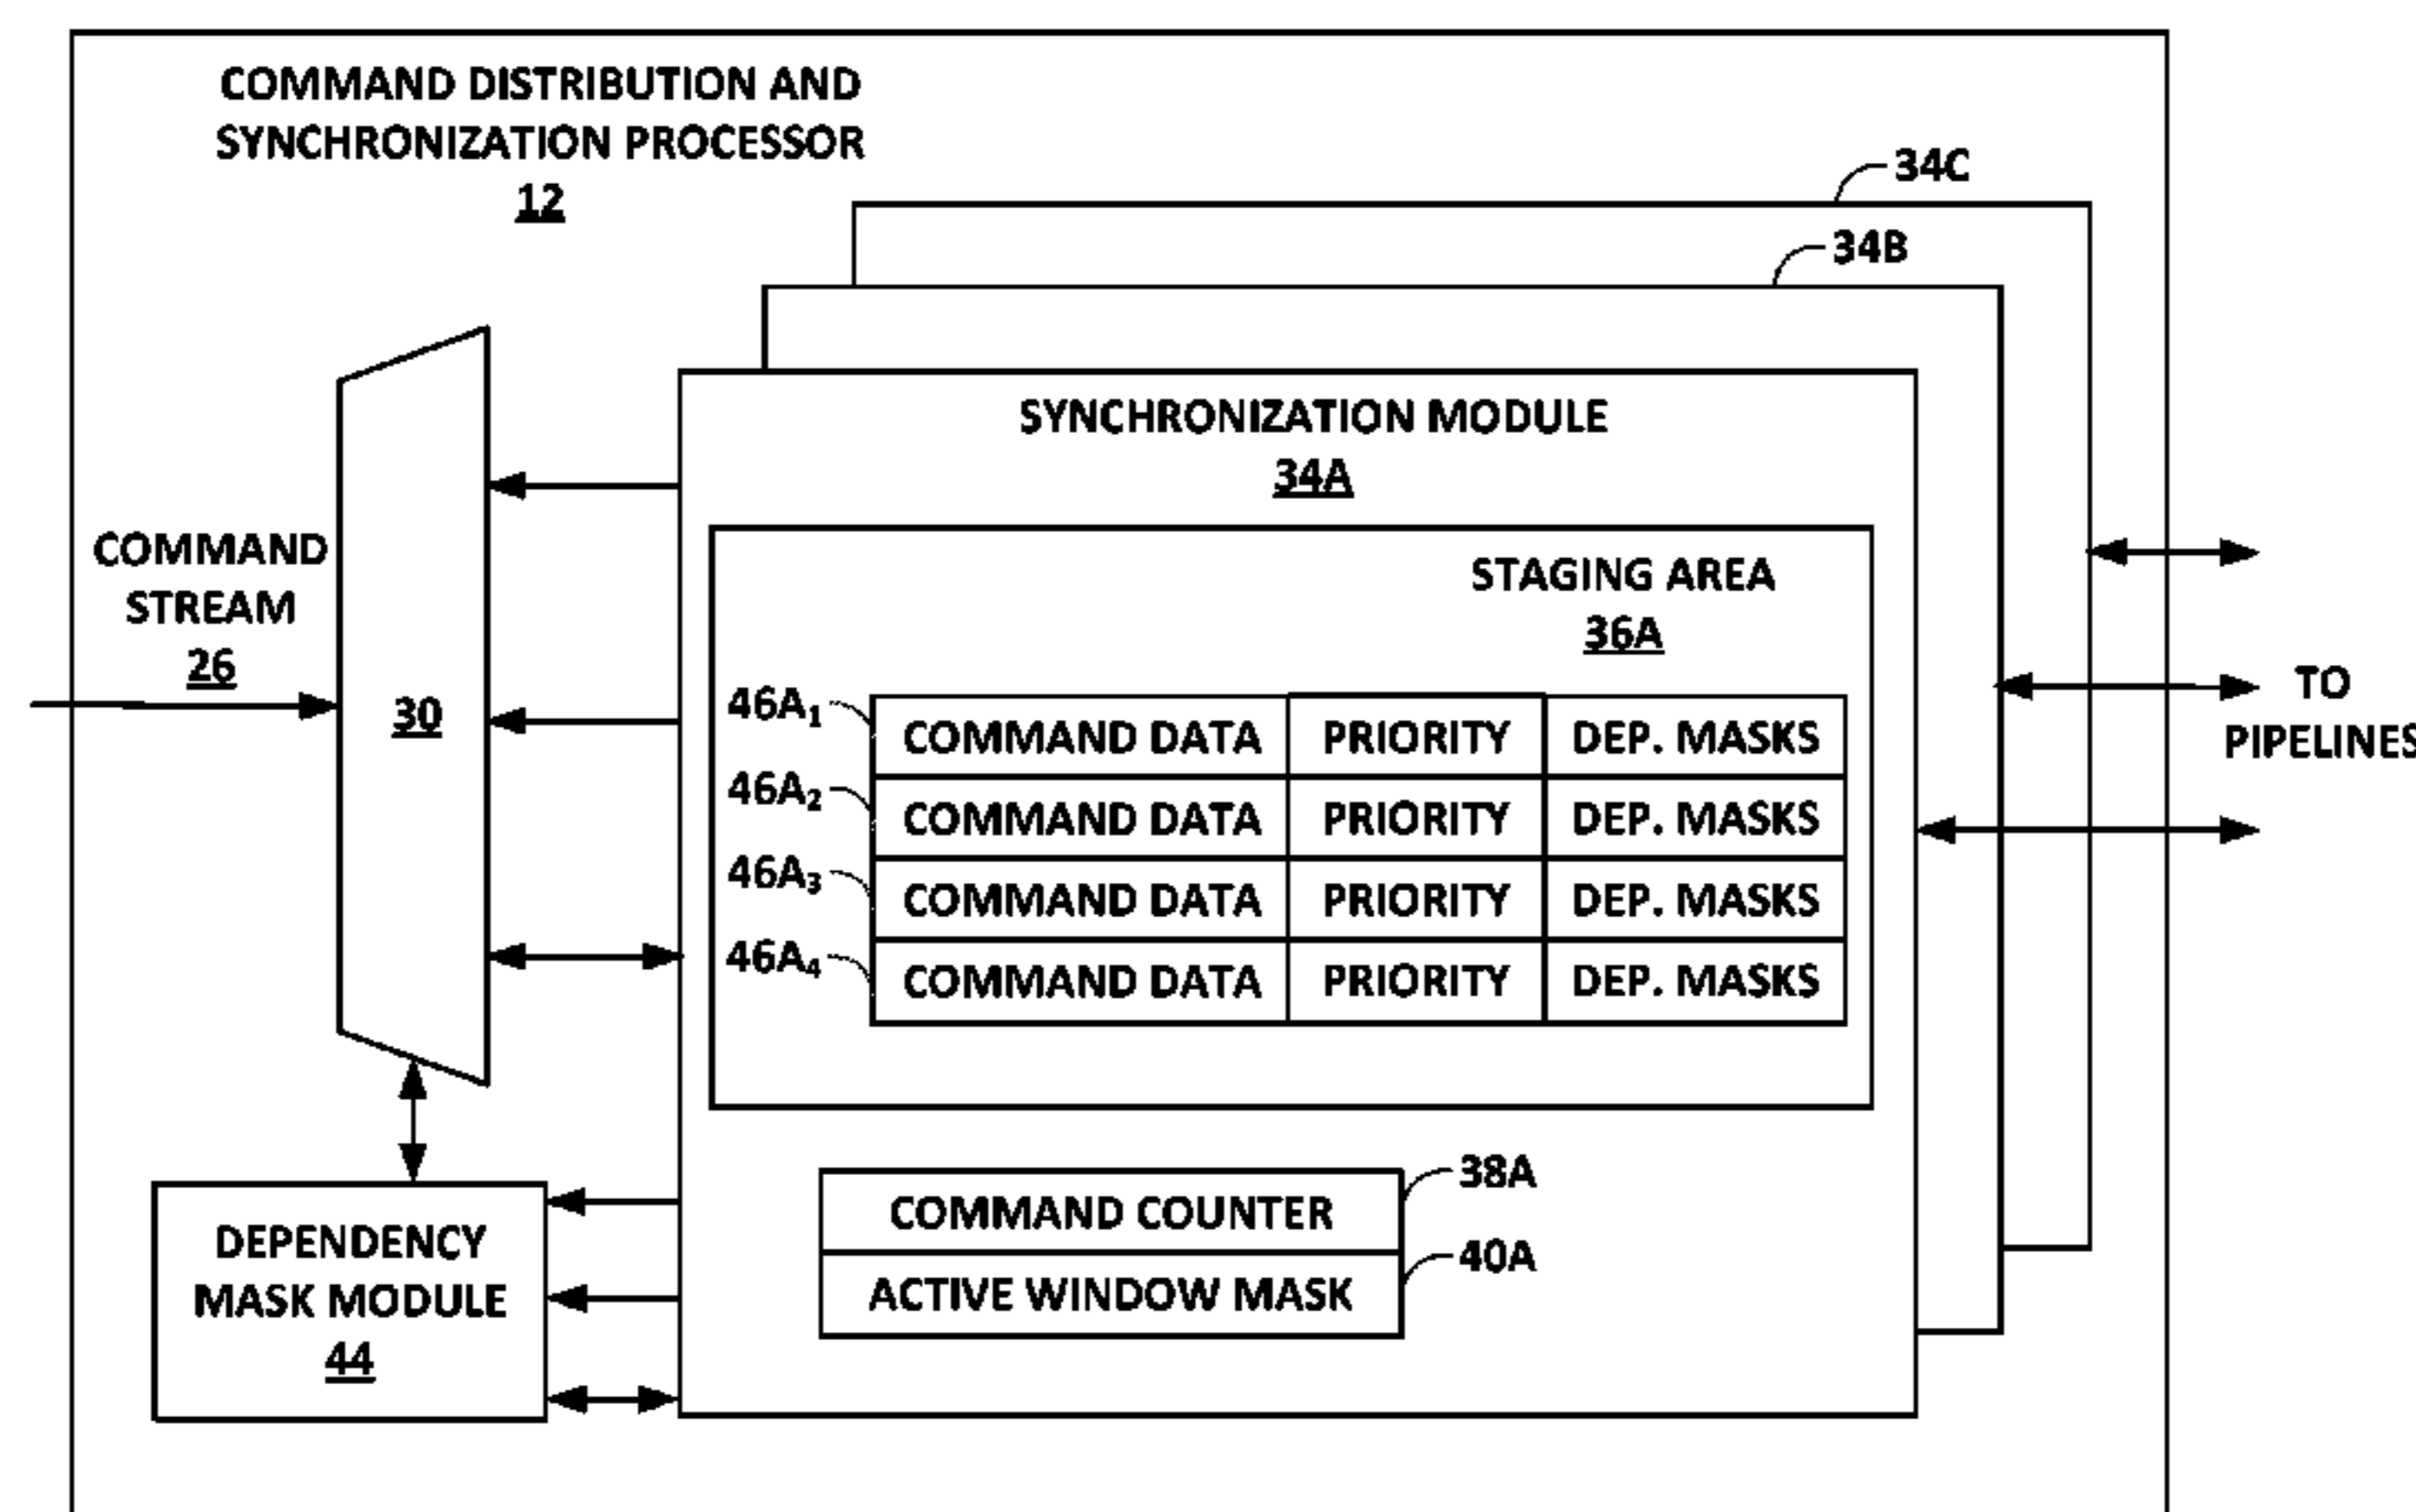 COMMAND DISTRIBUTION AND
SYNCHRONIZATION PROCESSOR
12
34C
34B
SYNCHRONIZATION MODULE
34A
COMMAND
STREAM
26
30
STAGING AREA
36A
46A₁ COMMAND DATA PRIORITY DEP. MASKS
46A₂ COMMAND DATA PRIORITY DEP. MASKS
46A₃ COMMAND DATA PRIORITY DEP. MASKS
46A₄ COMMAND DATA PRIORITY DEP. MASKS
TO
PIPELINES
COMMAND COUNTER 38A
ACTIVE WINDOW MASK 40A
DEPENDENCY
MASK MODULE
44